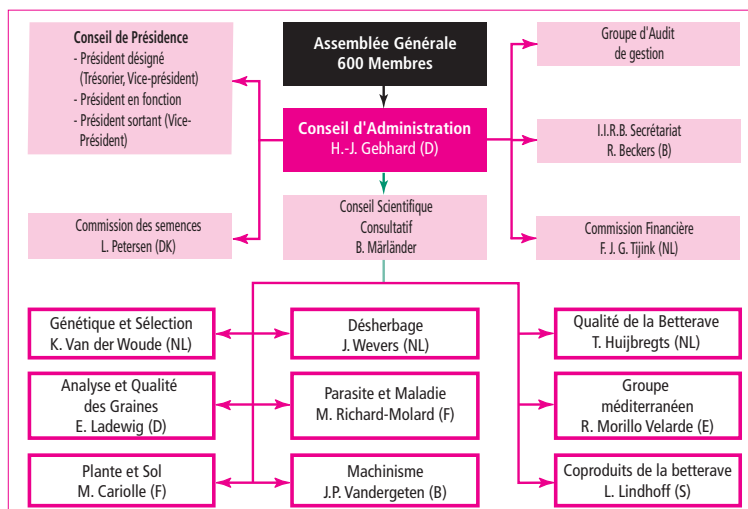 Conseil de Présidence
- Président désigné
(Trésorier, Vice-président)
- Président en fonction
- Président sortant (Vice-
Président)
Assemblée Générale
600 Membres
Groupe d'Audit
de gestion
Conseil d'Administration
H.-J. Gebhard (D)
I.I.R.B. Secrétariat
R. Beckers (B)
Commission des semences
L. Petersen (DK)
Conseil Scientifique
Consultatif
B. Märländer
Commission Financière
F. J. G. Tijink (NL)
Génétique et Sélection
K. Van der Woude (NL)
Désherbage
J. Wevers (NL)
Qualité de la Betterave
T. Huijbregts (NL)
Analyse et Qualité
des Graines
E. Ladewig (D)
Parasite et Maladie
M. Richard-Molard (F)
Groupe
méditerranéen
R. Morillo Velarde (E)
Plante et Sol
M. Cariolle (F)
Machinisme
J.P. Vandergeten (B)
Coproduits de la betterave
L. Lindhoff (S)